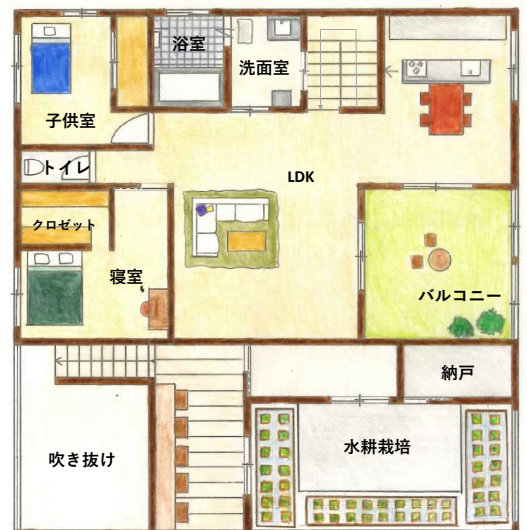 浴室
洗面室
子供室
トイレ
LDK
クロゼット
寝室
バルコニー
納戸
吹き抜け
水耕栽培